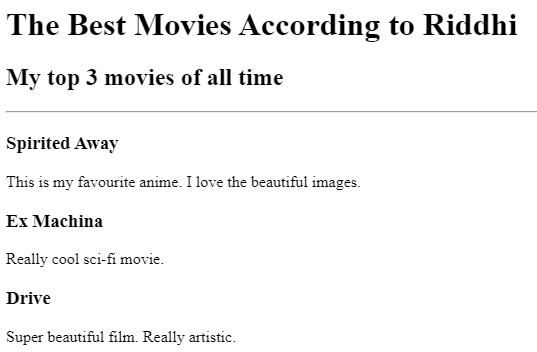 The Best Movies According to Riddhi
My top 3 movies of all time
Spirited Away
This is my favourite anime. I love the beautiful images.
Ex Machina
Really cool sci-fi movie.
Drive
Super beautiful film. Really artistic.